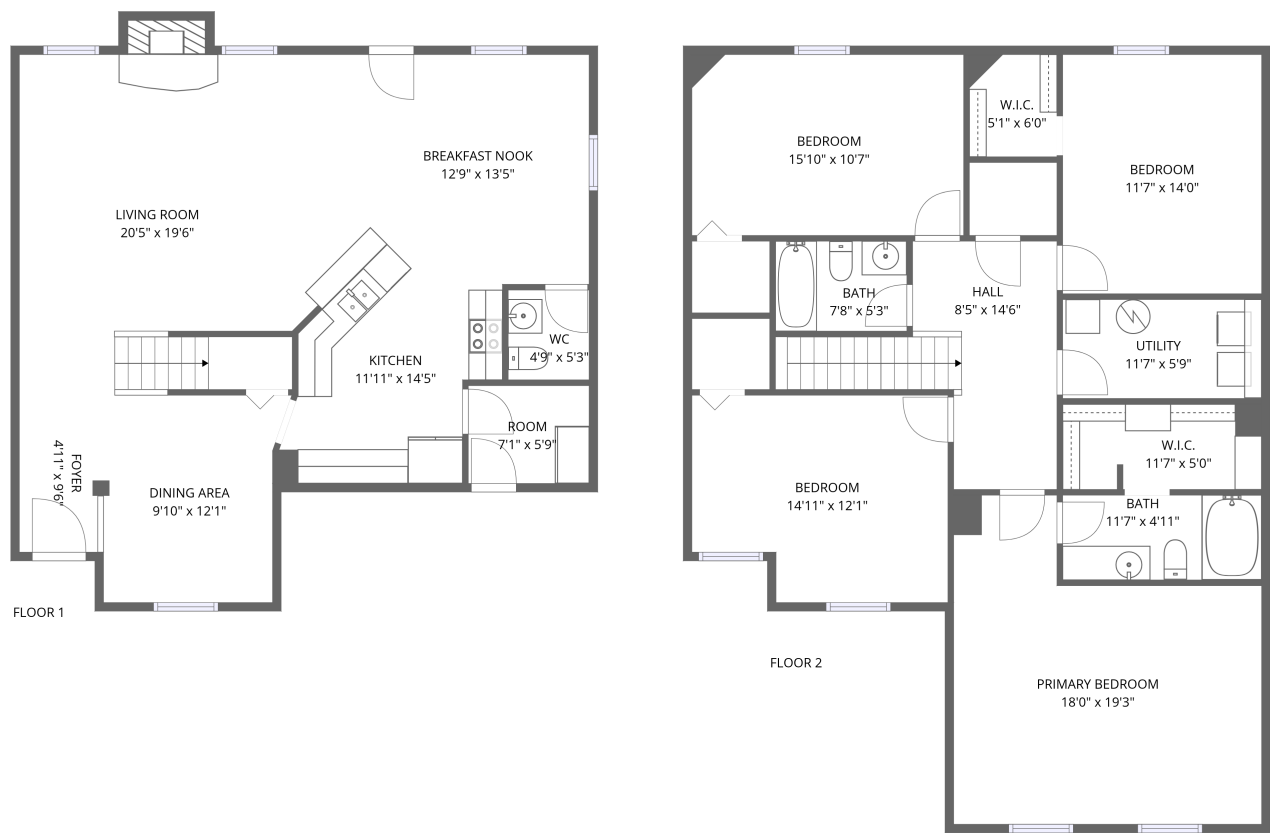 LIVING ROOM
20'5" x 19'6"
BREAKFAST NOOK
12'9" x 13'5"
KITCHEN
11'11" x 14'5"
WC
4'9" x 5'3"
ROOM
7'1" x 5'9"
FOYER
4'11" x 9'6"
DINING AREA
9'10" x 12'1"
FLOOR 1
BEDROOM
15'10" x 10'7"
W.I.C.
5'1" x 6'0"
BEDROOM
11'7" x 14'0"
BATH
7'8" x 5'3"
HALL
8'5" x 14'6"
UTILITY
11'7" x 5'9"
W.I.C.
11'7" x 5'0"
BEDROOM
14'11" x 12'1"
BATH
11'7" x 4'11"
PRIMARY BEDROOM
18'0" x 19'3"
FLOOR 2